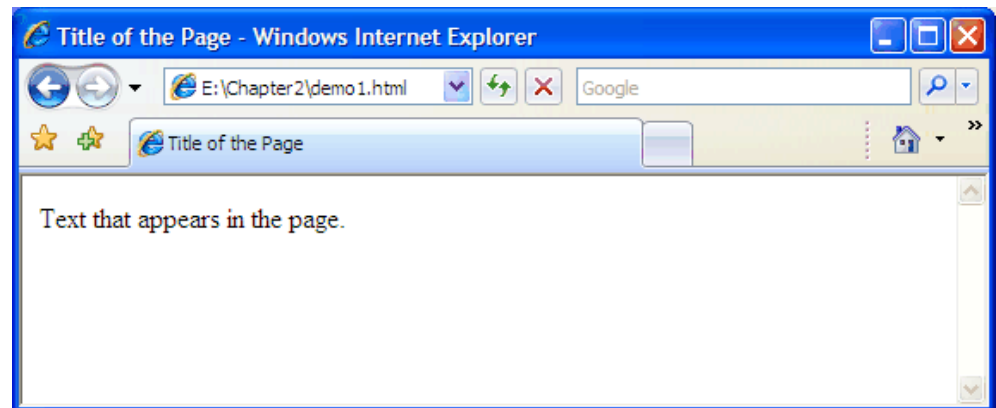 Title of the Page - Windows Internet Explorer
E:\Chapter2\demo1.html
Google
Title of the Page
Text that appears in the page.